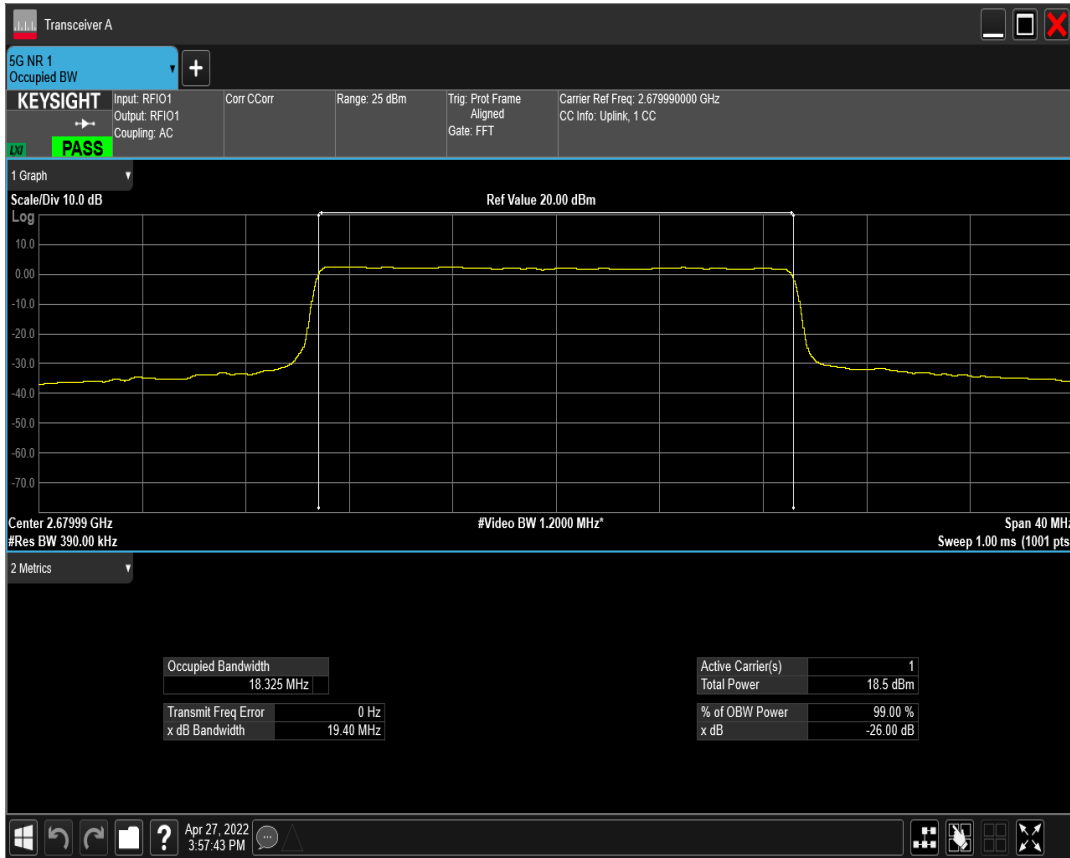 Transceiver A
5G NR 1
Occupied BW
KEYSIGHT
LXI
PASS
Input: RFIO1
Output: RFIO1
Coupling: AC
Corr CCorr
Range: 25 dBm
Trig: Prot Frame
Aligned
Gate: FFT
Carrier Ref Freq: 2.679990000 GHz
CC Info: Uplink, 1 CC
1 Graph
Scale/Div 10.0 dB
Ref Value 20.00 dBm
Log
10.0
0.00
-10.0
-20.0
-30.0
-40.0
-50.0
-60.0
-70.0
Center 2.67999 GHz
#Video BW 1.2000 MHz*
Span 40 MHz
#Res BW 390.00 kHz
Sweep 1.00 ms (1001 pts
2 Metrics
Occupied Bandwidth
18.325 MHz
Transmit Freq Error 0 Hz
x dB Bandwidth 19.40 MHz
Active Carrier(s) 1
Total Power 18.5 dBm
% of OBW Power 99.00 %
x dB -26.00 dB
Apr 27, 2022
3:57:43 PM